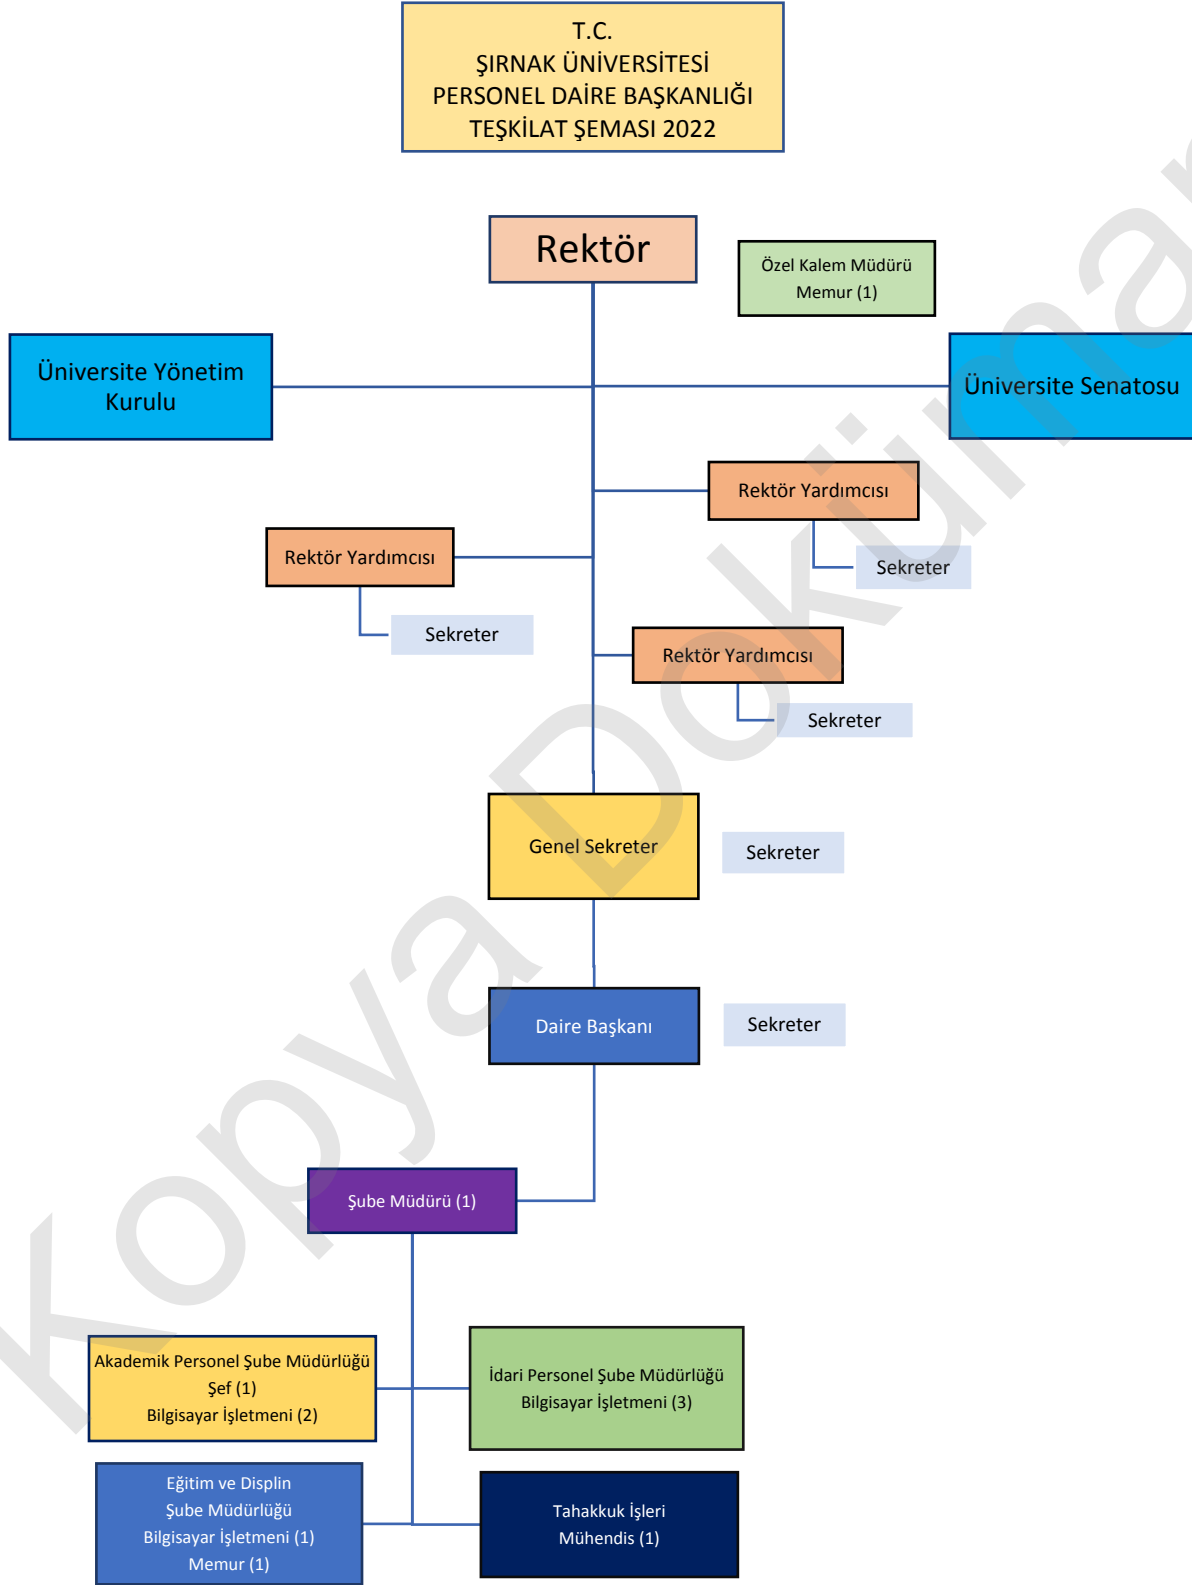 T.C.
ŞIRNAK ÜNİVERSİTESİ
PERSONEL DAİRE BAŞKANLIĞI
TEŞKİLAT ŞEMASI 2022
Rektör
Özel Kalem Müdürü
Memur (1)
Üniversite Yönetim
Kurulu
Üniversite Senatosu
Rektör Yardımcısı
Sekreter
Rektör Yardımcısı
Sekreter
Rektör Yardımcısı
Sekreter
Genel Sekreter
Sekreter
Daire Başkanı
Sekreter
Şube Müdürü (1)
Akademik Personel Şube Müdürlüğü
Şef (1)
Bilgisayar İşletmeni (2)
İdari Personel Şube Müdürlüğü
Bilgisayar İşletmeni (3)
Eğitim ve Displin
Şube Müdürlüğü
Bilgisayar İşletmeni (1)
Memur (1)
Tahakkuk İşleri
Mühendis (1)
Kopya Doküman